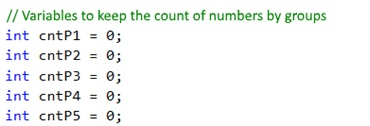 // Variables to keep the count of numbers by groups
int cntP1 = 0;
int cntP2 = 0;
int cntP3 = 0;
int cntP4 = 0;
int cntP5 = 0;